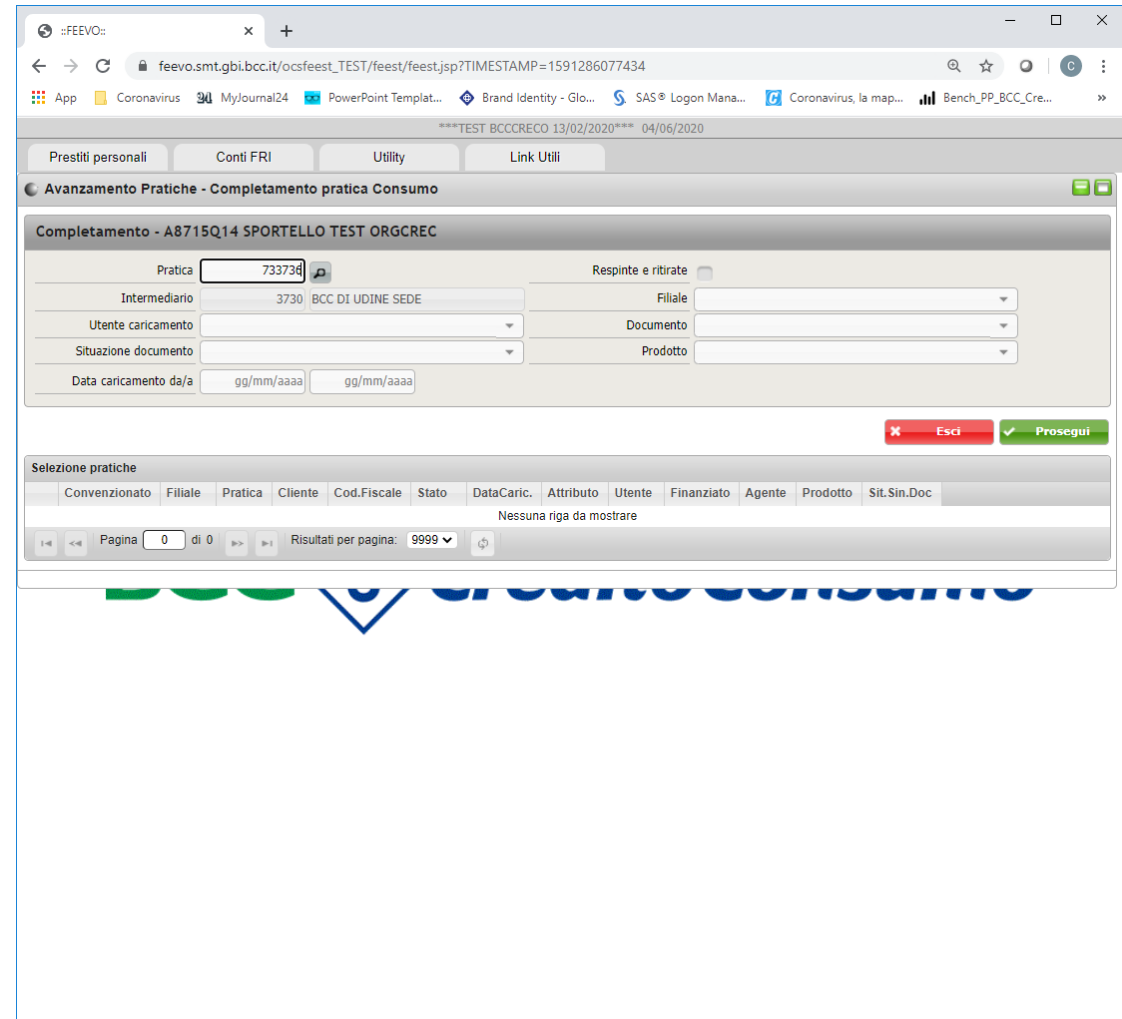 ::FEEVO::
feevo.smt.gbi.bcc.it/ocsfeest_TEST/feest/feest.jsp?TIMESTAMP=1591286077434 C
App Coronavirus MyJournal24 PowerPoint Templat... Brand Identity - Glo... SAS® Logon Mana... Coronavirus, la map... Bench_PP_BCC_Cre... »
***TEST BCCCRECO 13/02/2020*** 04/06/2020
Prestiti personali Conti FRI Utility Link Utili
Avanzamento Pratiche - Completamento pratica Consumo
Completamento - A8715Q14 SPORTELLO TEST ORGCREC
Pratica 733736 Respinte e ritirate
Intermediario 3730 BCC DI UDINE SEDE Filiale
Utente caricamento Documento
Situazione documento Prodotto
Data caricamento da/a gg/mm/aaaa gg/mm/aaaa
Esci Prosegui
Selezione pratiche
Convenzionato Filiale Pratica Cliente Cod.Fiscale Stato DataCaric. Attributo Utente Finanziato Agente Prodotto Sit.Sin.Doc
Nessuna riga da mostrare
Pagina 0 di 0 Risultati per pagina: 9999